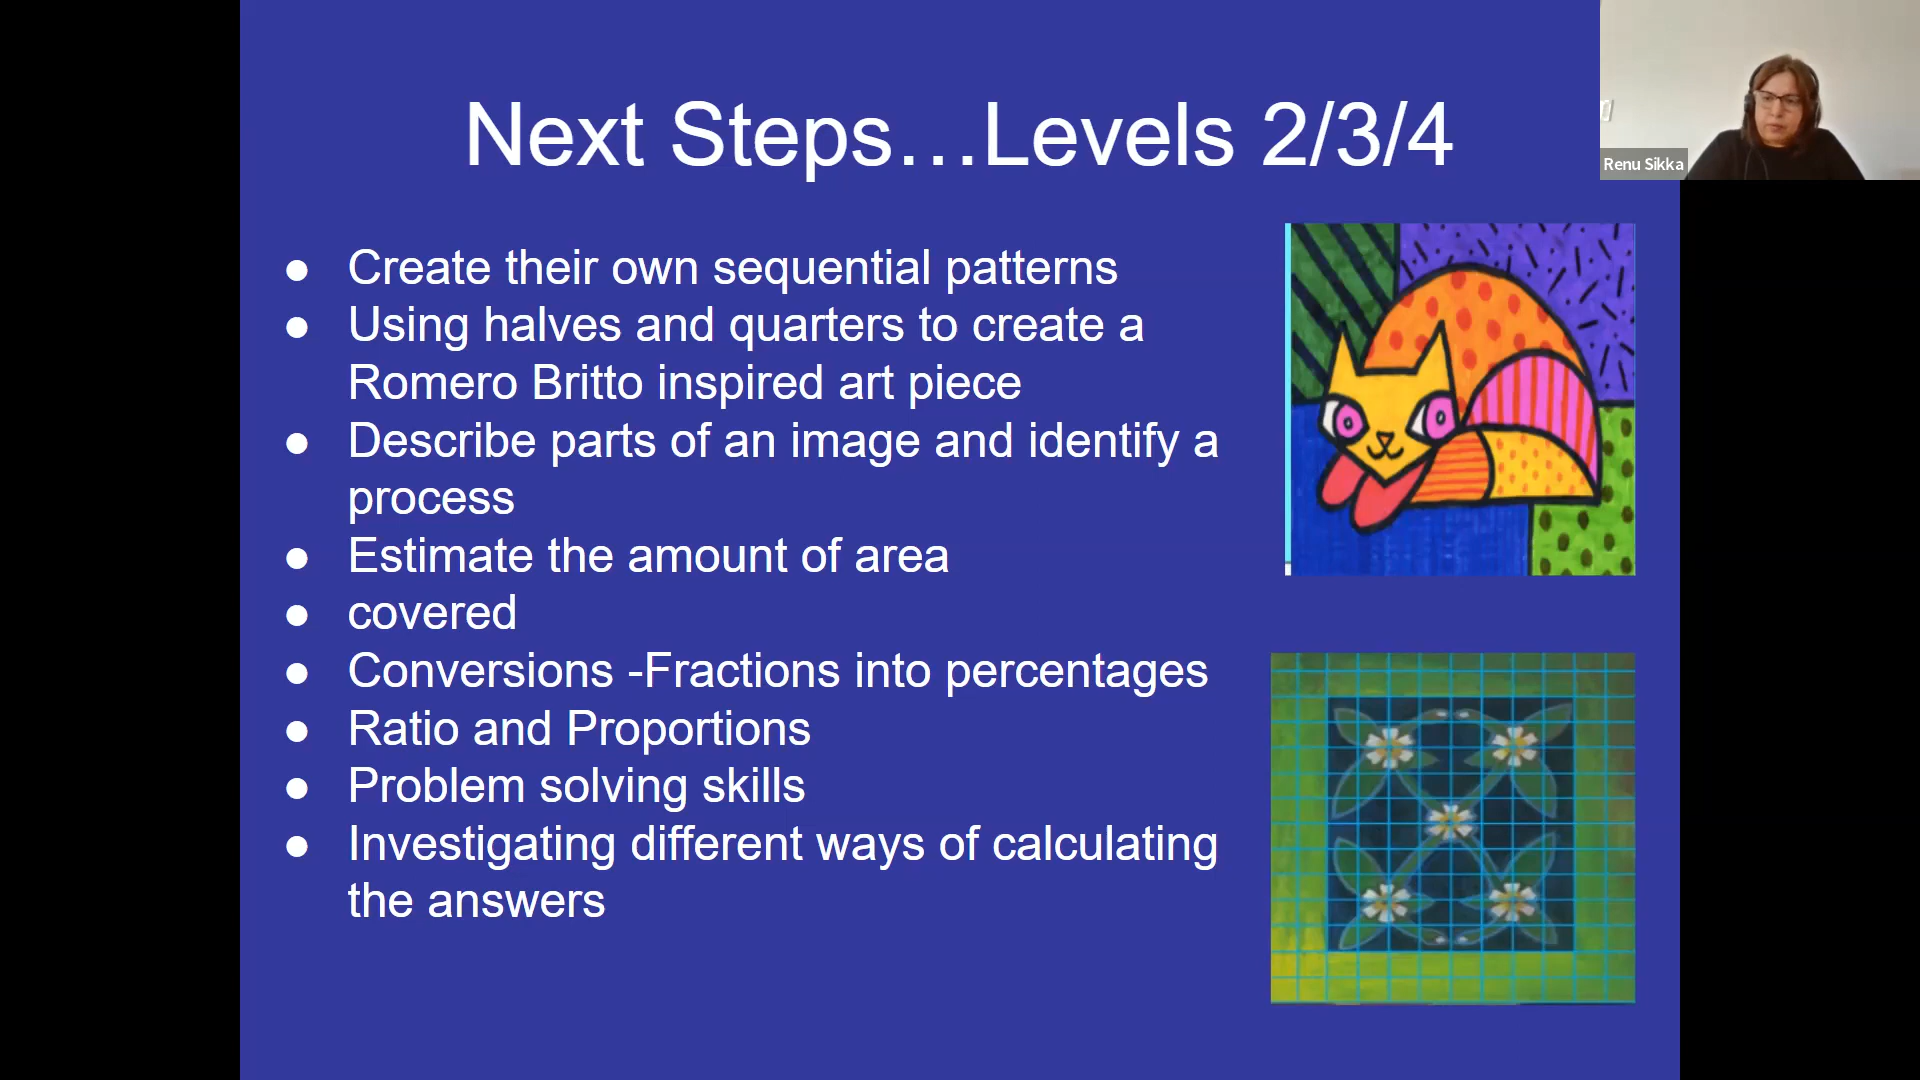 Next Steps…Levels 2/3/4
Renu Sikka
● Create their own sequential patterns
● Using halves and quarters to create a
Romero Britto inspired art piece
● Describe parts of an image and identify a
process
● Estimate the amount of area
● covered
● Conversions -Fractions into percentages
● Ratio and Proportions
● Problem solving skills
● Investigating different ways of calculating
the answers